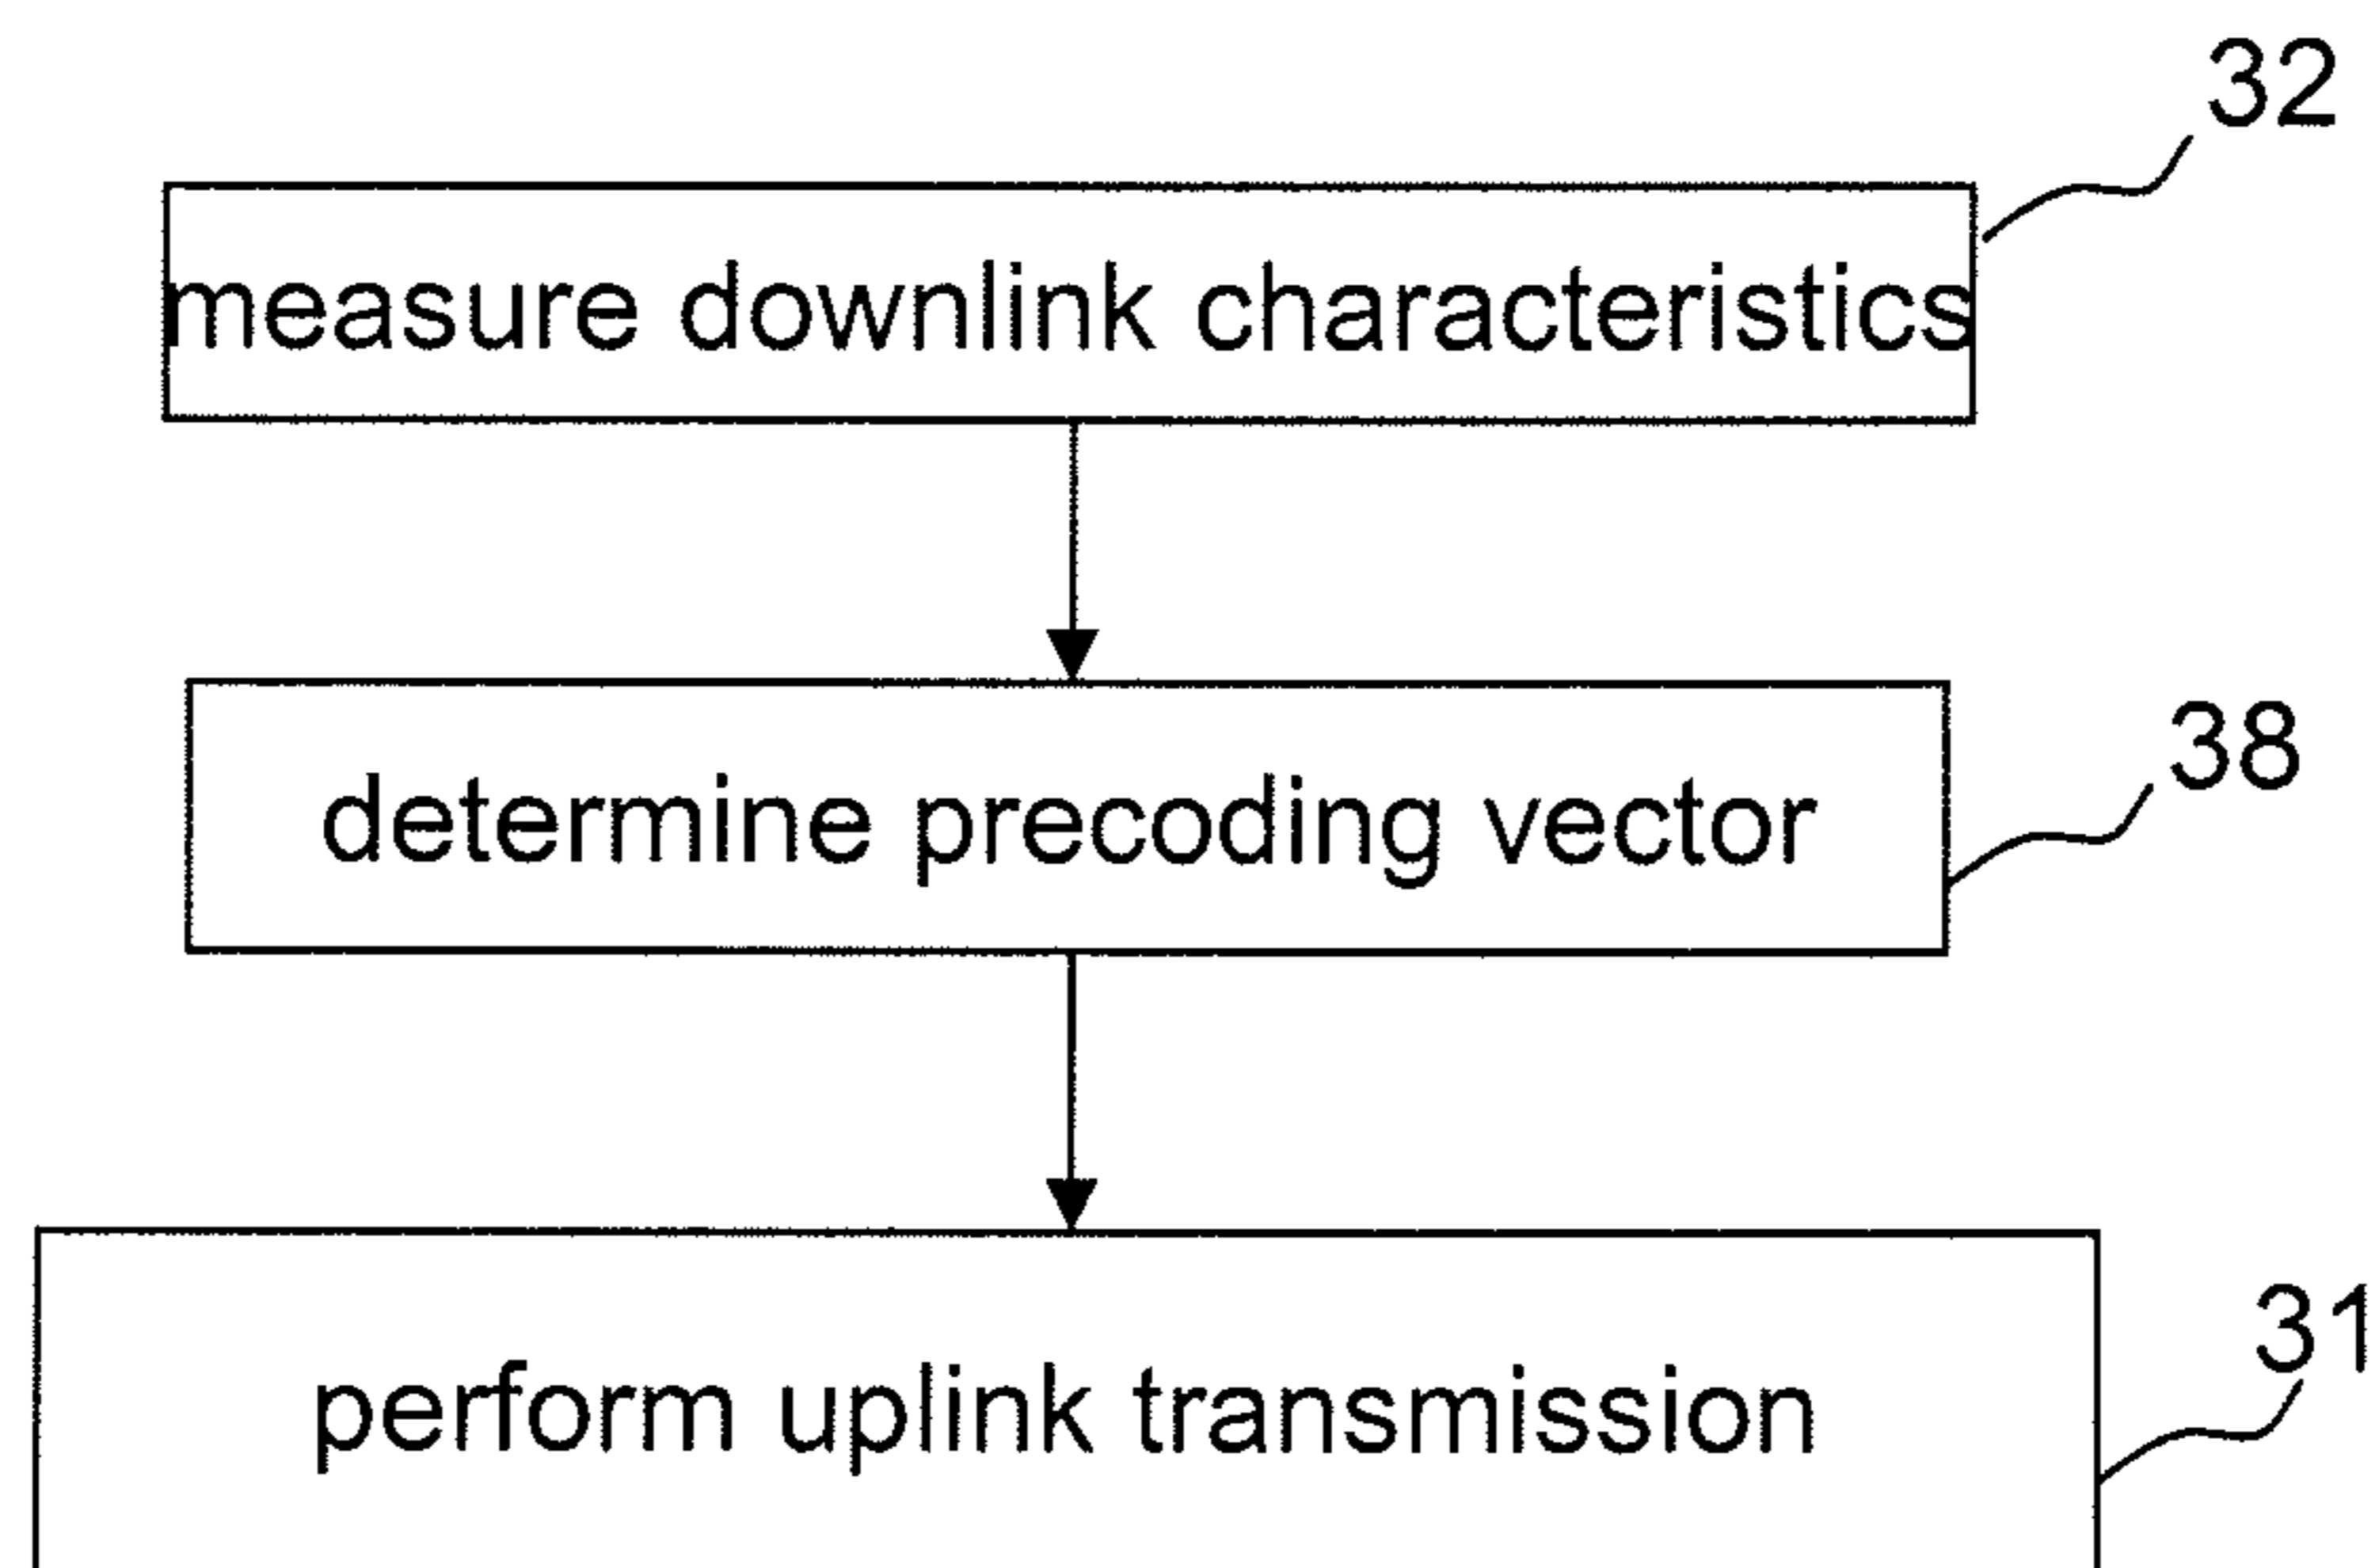 32
measure downlink characteristics
38
determine precoding vector
31
perform uplink transmission